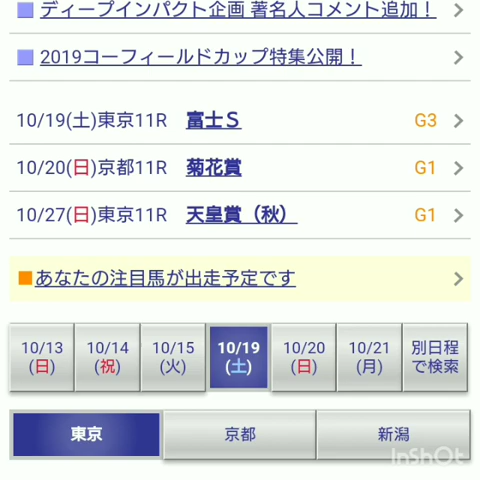 ディープインパクト企画 著名人コメント追加！
2019コーフィールドカップ特集公開！
10/19(土)東京11R 富士Ｓ G3
10/20(日)京都11R 菊花賞 G1
10/27(日)東京11R 天皇賞（秋） G1
■あなたの注目馬が出走予定です
10/13 10/14 10/15 10/19 10/20 10/21 別日程
(日) (祝) (火) (土) (日) (月) で検索
東京 京都 新潟
InShOt